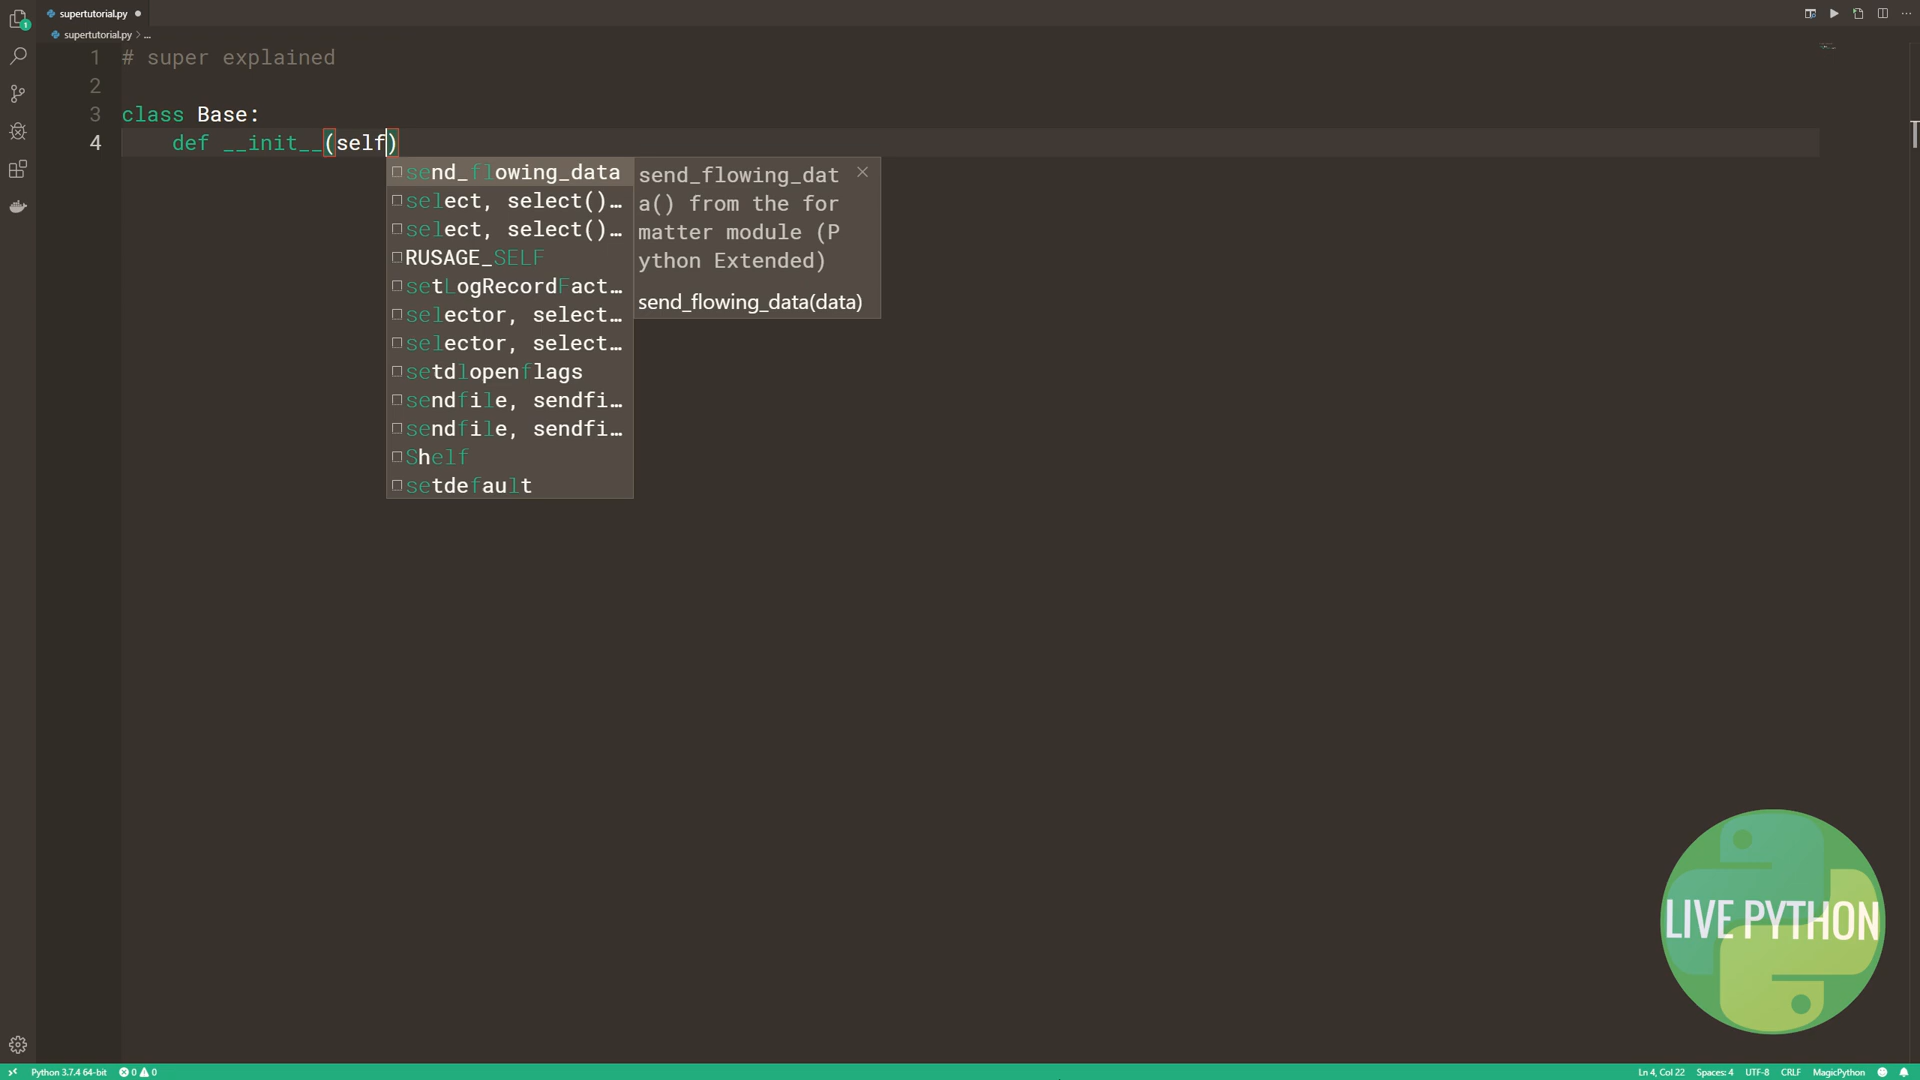 supertutorial.py
supertutorial.py > ...
1 # super explained
2
3 class Base:
4     def __init__(self)
send_flowing_data
select, select()…
select, select()…
RUSAGE_SELF
setLogRecordFact…
selector, select…
selector, select…
setdlopenflags
sendfile, sendfi…
sendfile, sendfi…
Shelf
setdefault
send_flowing_dat
a() from the for
matter module (P
ython Extended)
send_flowing_data(data)
LIVE PYTHON
1
Python 3.7.4 64-bit 0 0 Ln 4, Col 22 Spaces: 4 UTF-8 CRLF MagicPython